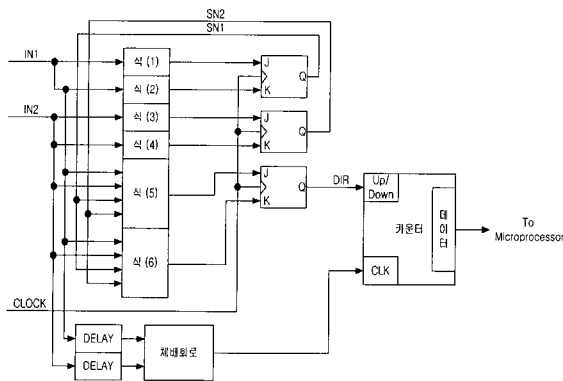 SN2
SN1
IN1
식 (1)
J
Q
식 (2)
K
IN2
식 (3)
J
Q
식 (4)
K
식 (5)
J
Q
DIR
Up/
Down
K
카운터
데
이
터
To
Microprocessor
식 (6)
CLK
CLOCK
DELAY
DELAY
체배회로